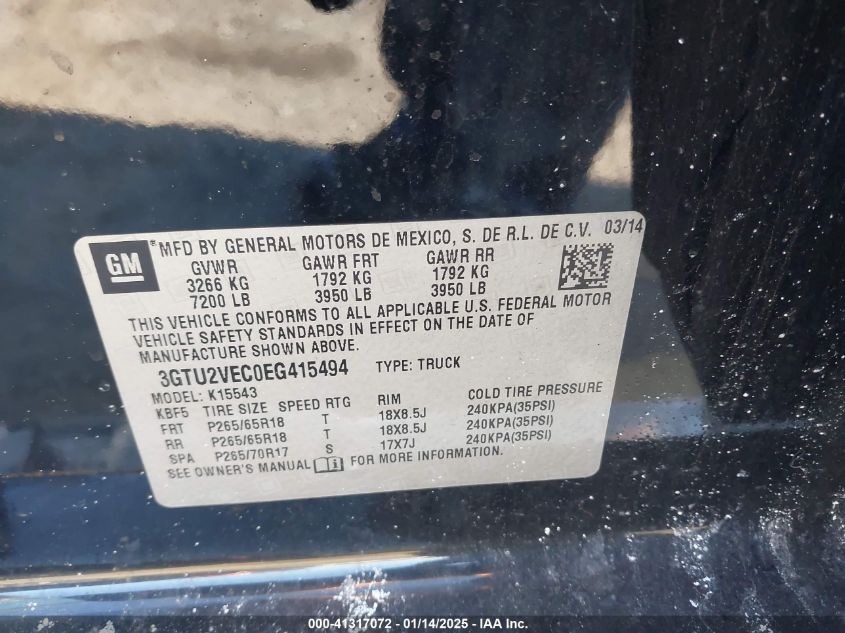 GM
*MFD BY GENERAL MOTORS DE MEXICO, S. DE R.L. DE C.V. 03/14
GVWR GAWR FRT GAWR RR
3266 KG 1792 KG 1792 KG
7200 LB 3950 LB 3950 LB
THIS VEHICLE CONFORMS TO ALL APPLICABLE U.S. FEDERAL MOTOR
VEHICLE SAFETY STANDARDS IN EFFECT ON THE DATE OF
MANUFACTURE SHOWN ABOVE.
3GTU2VEC0EG415494 TYPE: TRUCK
MODEL: K15543
KBF5 TIRE SIZE SPEED RTG RIM COLD TIRE PRESSURE
FRT P265/65R18 T 18X8.5J 240KPA(35PSI)
RR P265/65R18 T 18X8.5J 240KPA(35PSI)
SPA P265/70R17 S 17X7J 240KPA(35PSI)
SEE OWNER'S MANUAL FOR MORE INFORMATION.
000-41317072 - 01/14/2025 - IAA Inc.